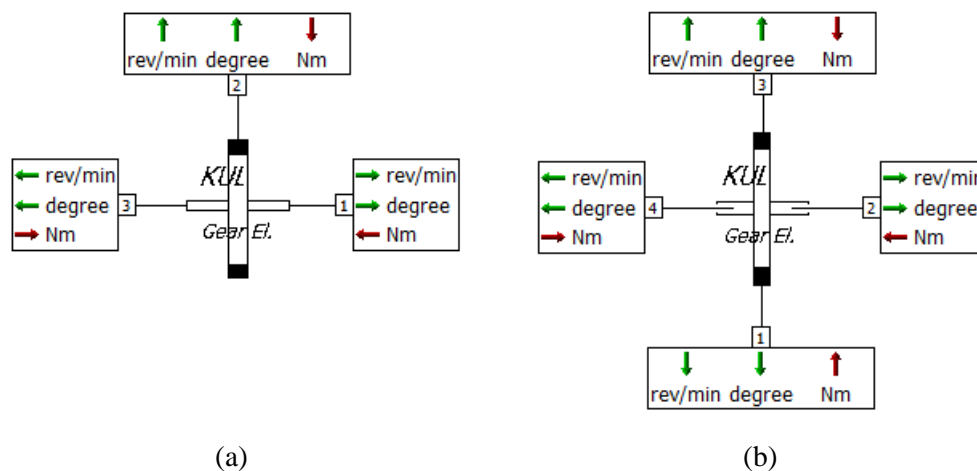 rev/min degree Nm
2
KUL
Gear El.
rev/min
degree
Nm
3
rev/min
degree
Nm
1
(a)
rev/min degree Nm
3
KUL
Gear El.
rev/min
degree
Nm
4
rev/min
degree
Nm
2
1
rev/min degree Nm
(b)